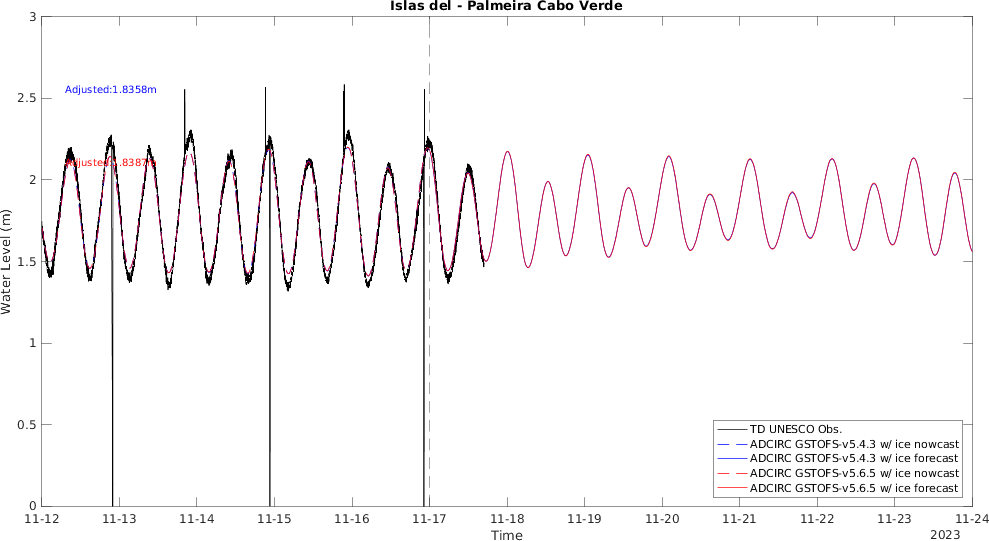 Islas del - Palmeira Cabo Verde
3
2.5
2
1.5
1
0.5
0
Water Level (m)
Adjusted:1.8358m
Adjusted:1.8387m
TD UNESCO Obs.
ADCIRC GSTOFS-v5.4.3 w/ ice nowcast
ADCIRC GSTOFS-v5.4.3 w/ ice forecast
ADCIRC GSTOFS-v5.6.5 w/ ice nowcast
ADCIRC GSTOFS-v5.6.5 w/ ice forecast
11-12 11-13 11-14 11-15 11-16 11-17 11-18 11-19 11-20 11-21 11-22 11-23 11-24
Time
2023